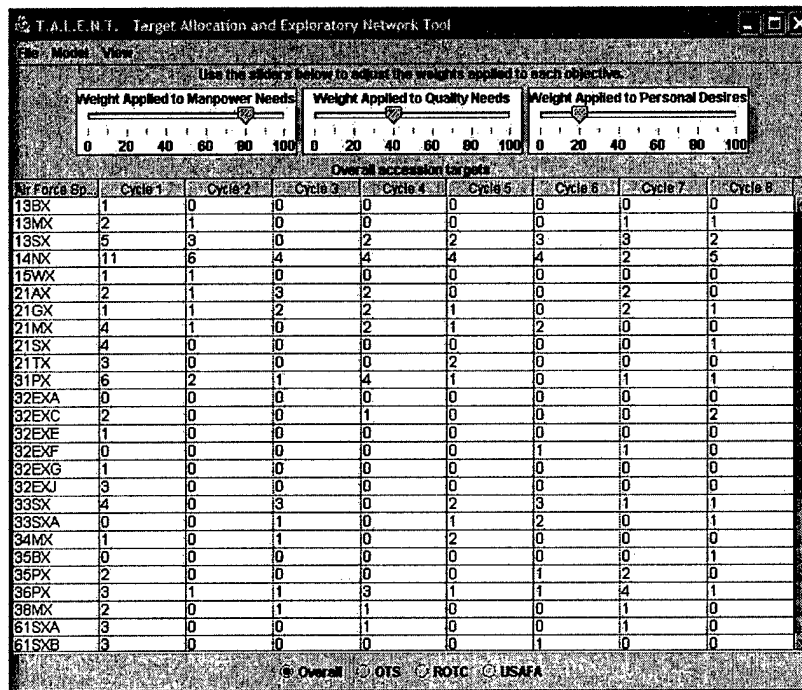 T.A.L.E.N.T. Target Allocation and Exploratory Network Tool
File Model View
Use the sliders below to adjust the weights applied to each objective.
Weight Applied to Manpower Needs Weight Applied to Quality Needs Weight Applied to Personal Desires
0 20 40 60 80 100 0 20 40 60 80 100 0 20 40 60 80 100
Overall accession targets
Air Force Sp... Cycle 1 Cycle 2 Cycle 3 Cycle 4 Cycle 5 Cycle 6 Cycle 7 Cycle 8
13BX 1 0 0 0 0 0 0 0
13MX 2 1 0 0 0 0 1 1
13SX 5 3 0 2 2 3 3 2
14NX 11 6 4 4 4 4 2 5
15WX 1 1 0 0 0 0 0 0
21AX 2 1 3 2 0 0 2 0
21GX 1 1 2 2 1 0 2 1
21MX 4 1 0 2 1 2 0 0
21SX 4 0 0 0 0 0 0 1
21TX 3 0 0 0 2 0 0 0
31PX 6 2 1 4 1 0 1 1
32EXA 0 0 0 0 0 0 0 0
32EXC 2 0 0 1 0 0 0 2
32EXE 1 0 0 0 0 0 0 0
32EXF 0 0 0 0 0 1 1 0
32EXG 1 0 0 0 0 0 0 0
32EXJ 3 0 0 0 0 0 0 0
33SX 4 0 3 0 2 3 1 1
33SXA 0 0 1 0 1 2 0 1
34MX 1 0 1 0 2 0 0 0
35BX 0 0 0 0 0 0 0 1
35PX 2 0 0 0 0 1 2 0
36PX 3 1 1 3 1 1 4 1
38MX 2 0 1 1 0 0 1 0
61SXA 3 0 0 1 0 0 0 0
61SXB 3 0 0 0 0 1 0 0
Overall OTS ROTC USAFA